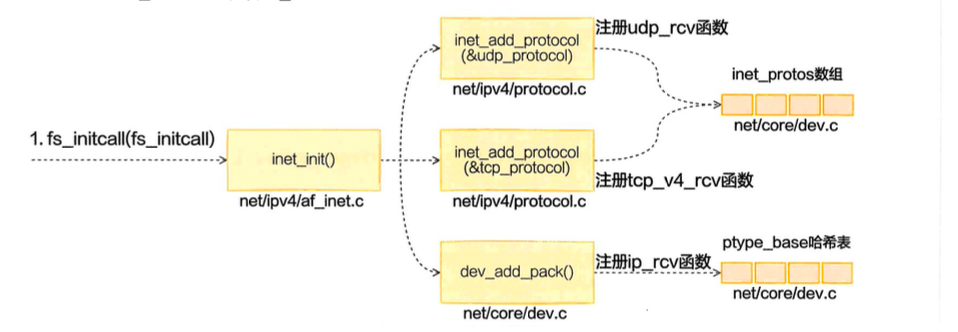 1. fs_initcall(fs_initcall)
inet_init()
net/ipv4/af_inet.c
inet_add_protocol
(&udp_protocol)
net/ipv4/protocol.c
注册udp_rcv函数
inet_add_protocol
(&tcp_protocol)
net/ipv4/protocol.c
注册tcp_v4_rcv函数
inet_protos数组
net/core/dev.c
dev_add_pack()
net/core/dev.c
注册ip_rcv函数
ptype_base哈希表
net/core/dev.c